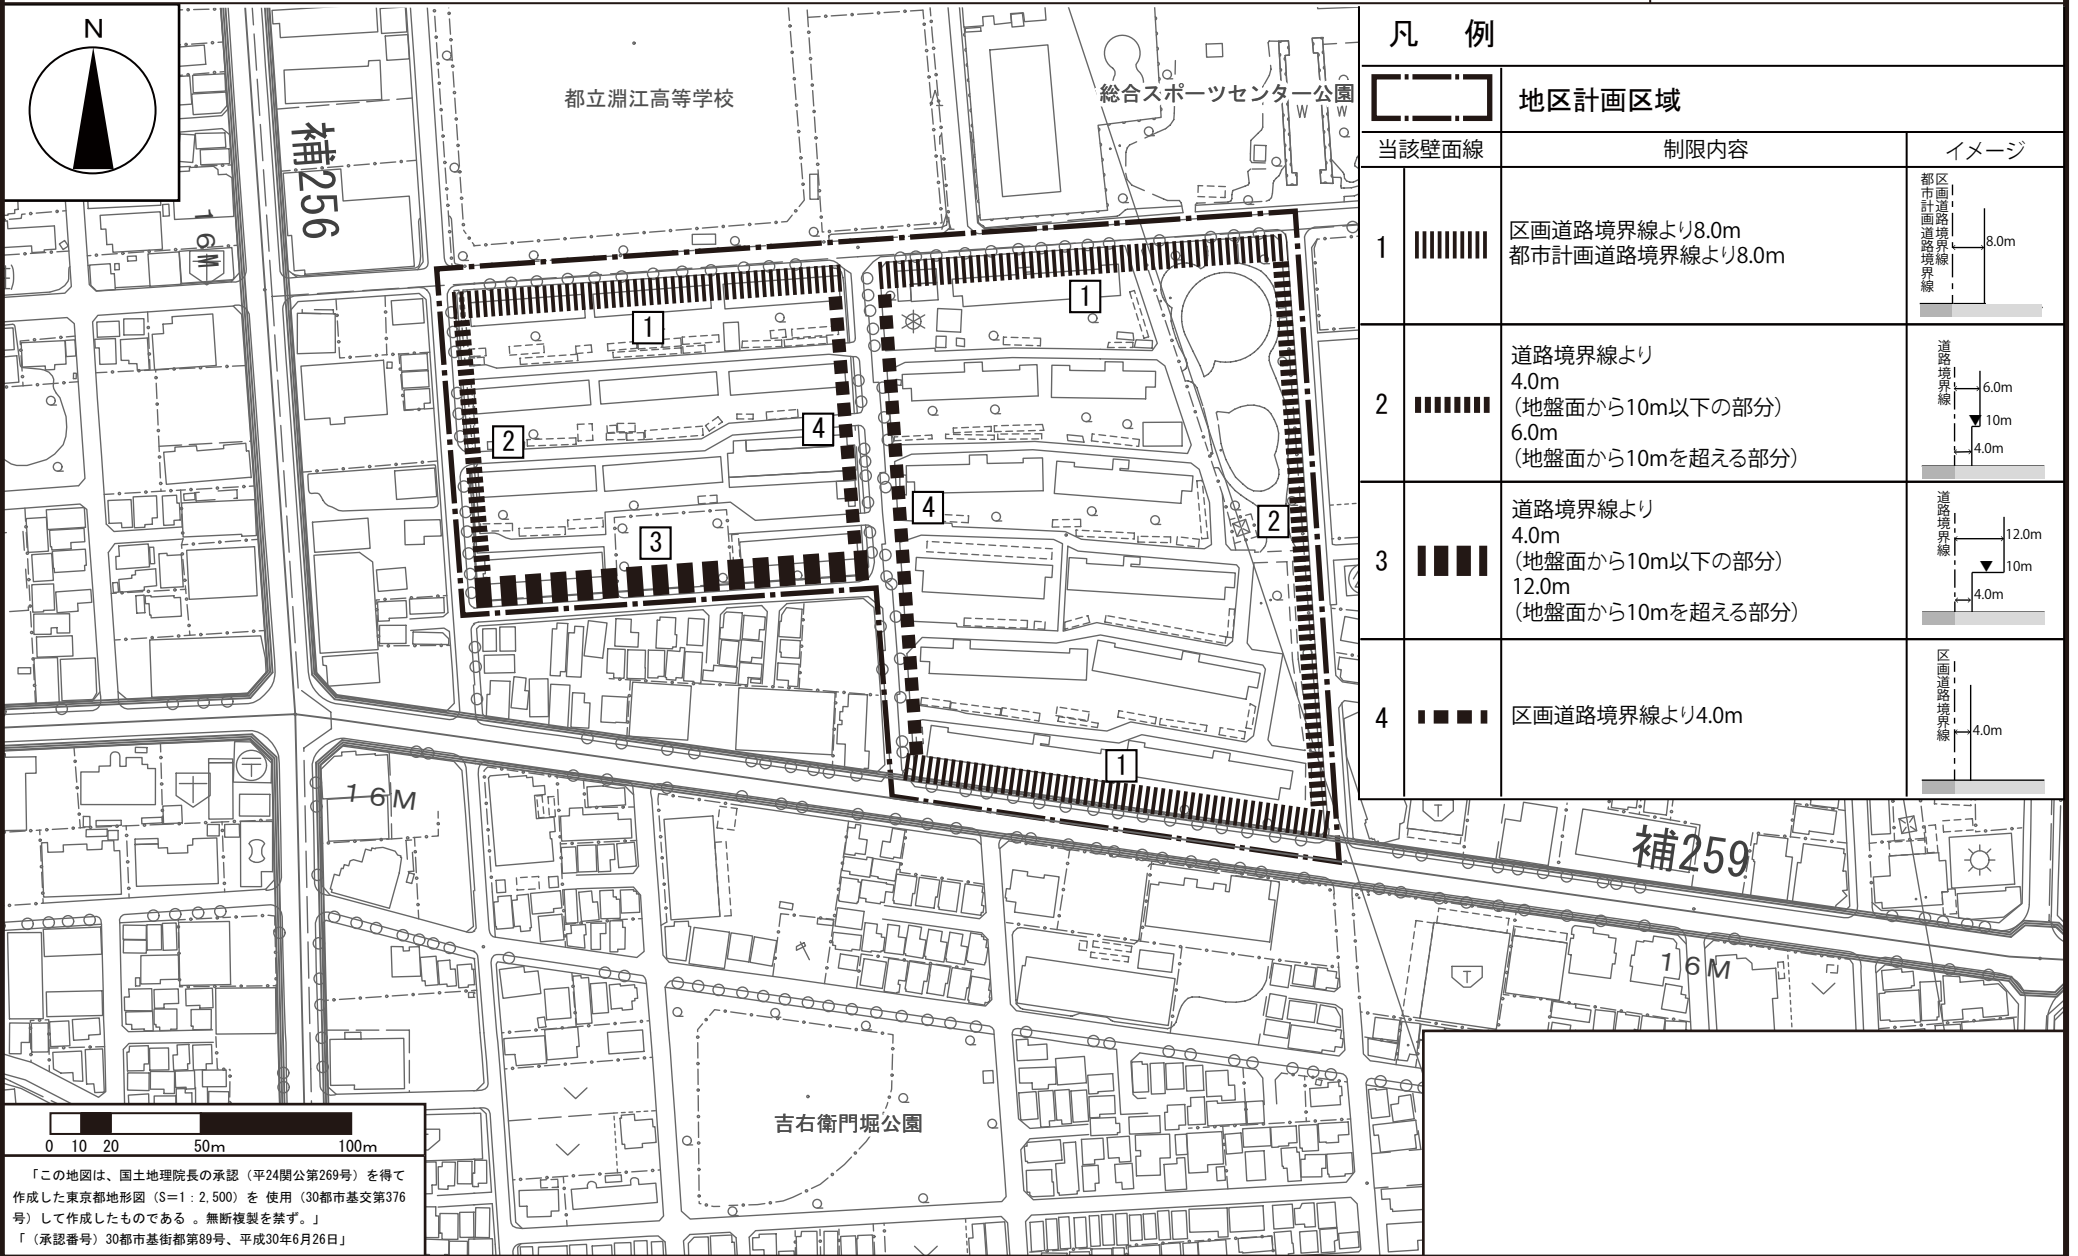 N
都立淵江高等学校
総合スポーツセンター公園
W
W
補256
16M
1
1
2
4
4
2
3
1
16M
補259
16M
吉右衛門堀公園
凡 例
地区計画区域
当該壁面線
制限内容
イメージ
1
区画道路境界線より8.0m
都市計画道路境界線より8.0m
区画道路境界線
都市計画道路境界線
8.0m
2
道路境界線より
4.0m
(地盤面から10m以下の部分)
6.0m
(地盤面から10mを超える部分)
道路境界線
6.0m
10m
4.0m
3
道路境界線より
4.0m
(地盤面から10m以下の部分)
12.0m
(地盤面から10mを超える部分)
道路境界線
12.0m
10m
4.0m
4
区画道路境界線より4.0m
区画道路境界線
4.0m
0 10 20 50m 100m
「この地図は、国土地理院長の承認(平24関公第269号)を得て
作成した東京都地形図(S=1:2,500)を 使用(30都市基交第376
号)して作成したものである 。無断複製を禁ず。」
「(承認番号)30都市基街都第89号、平成30年6月26日」